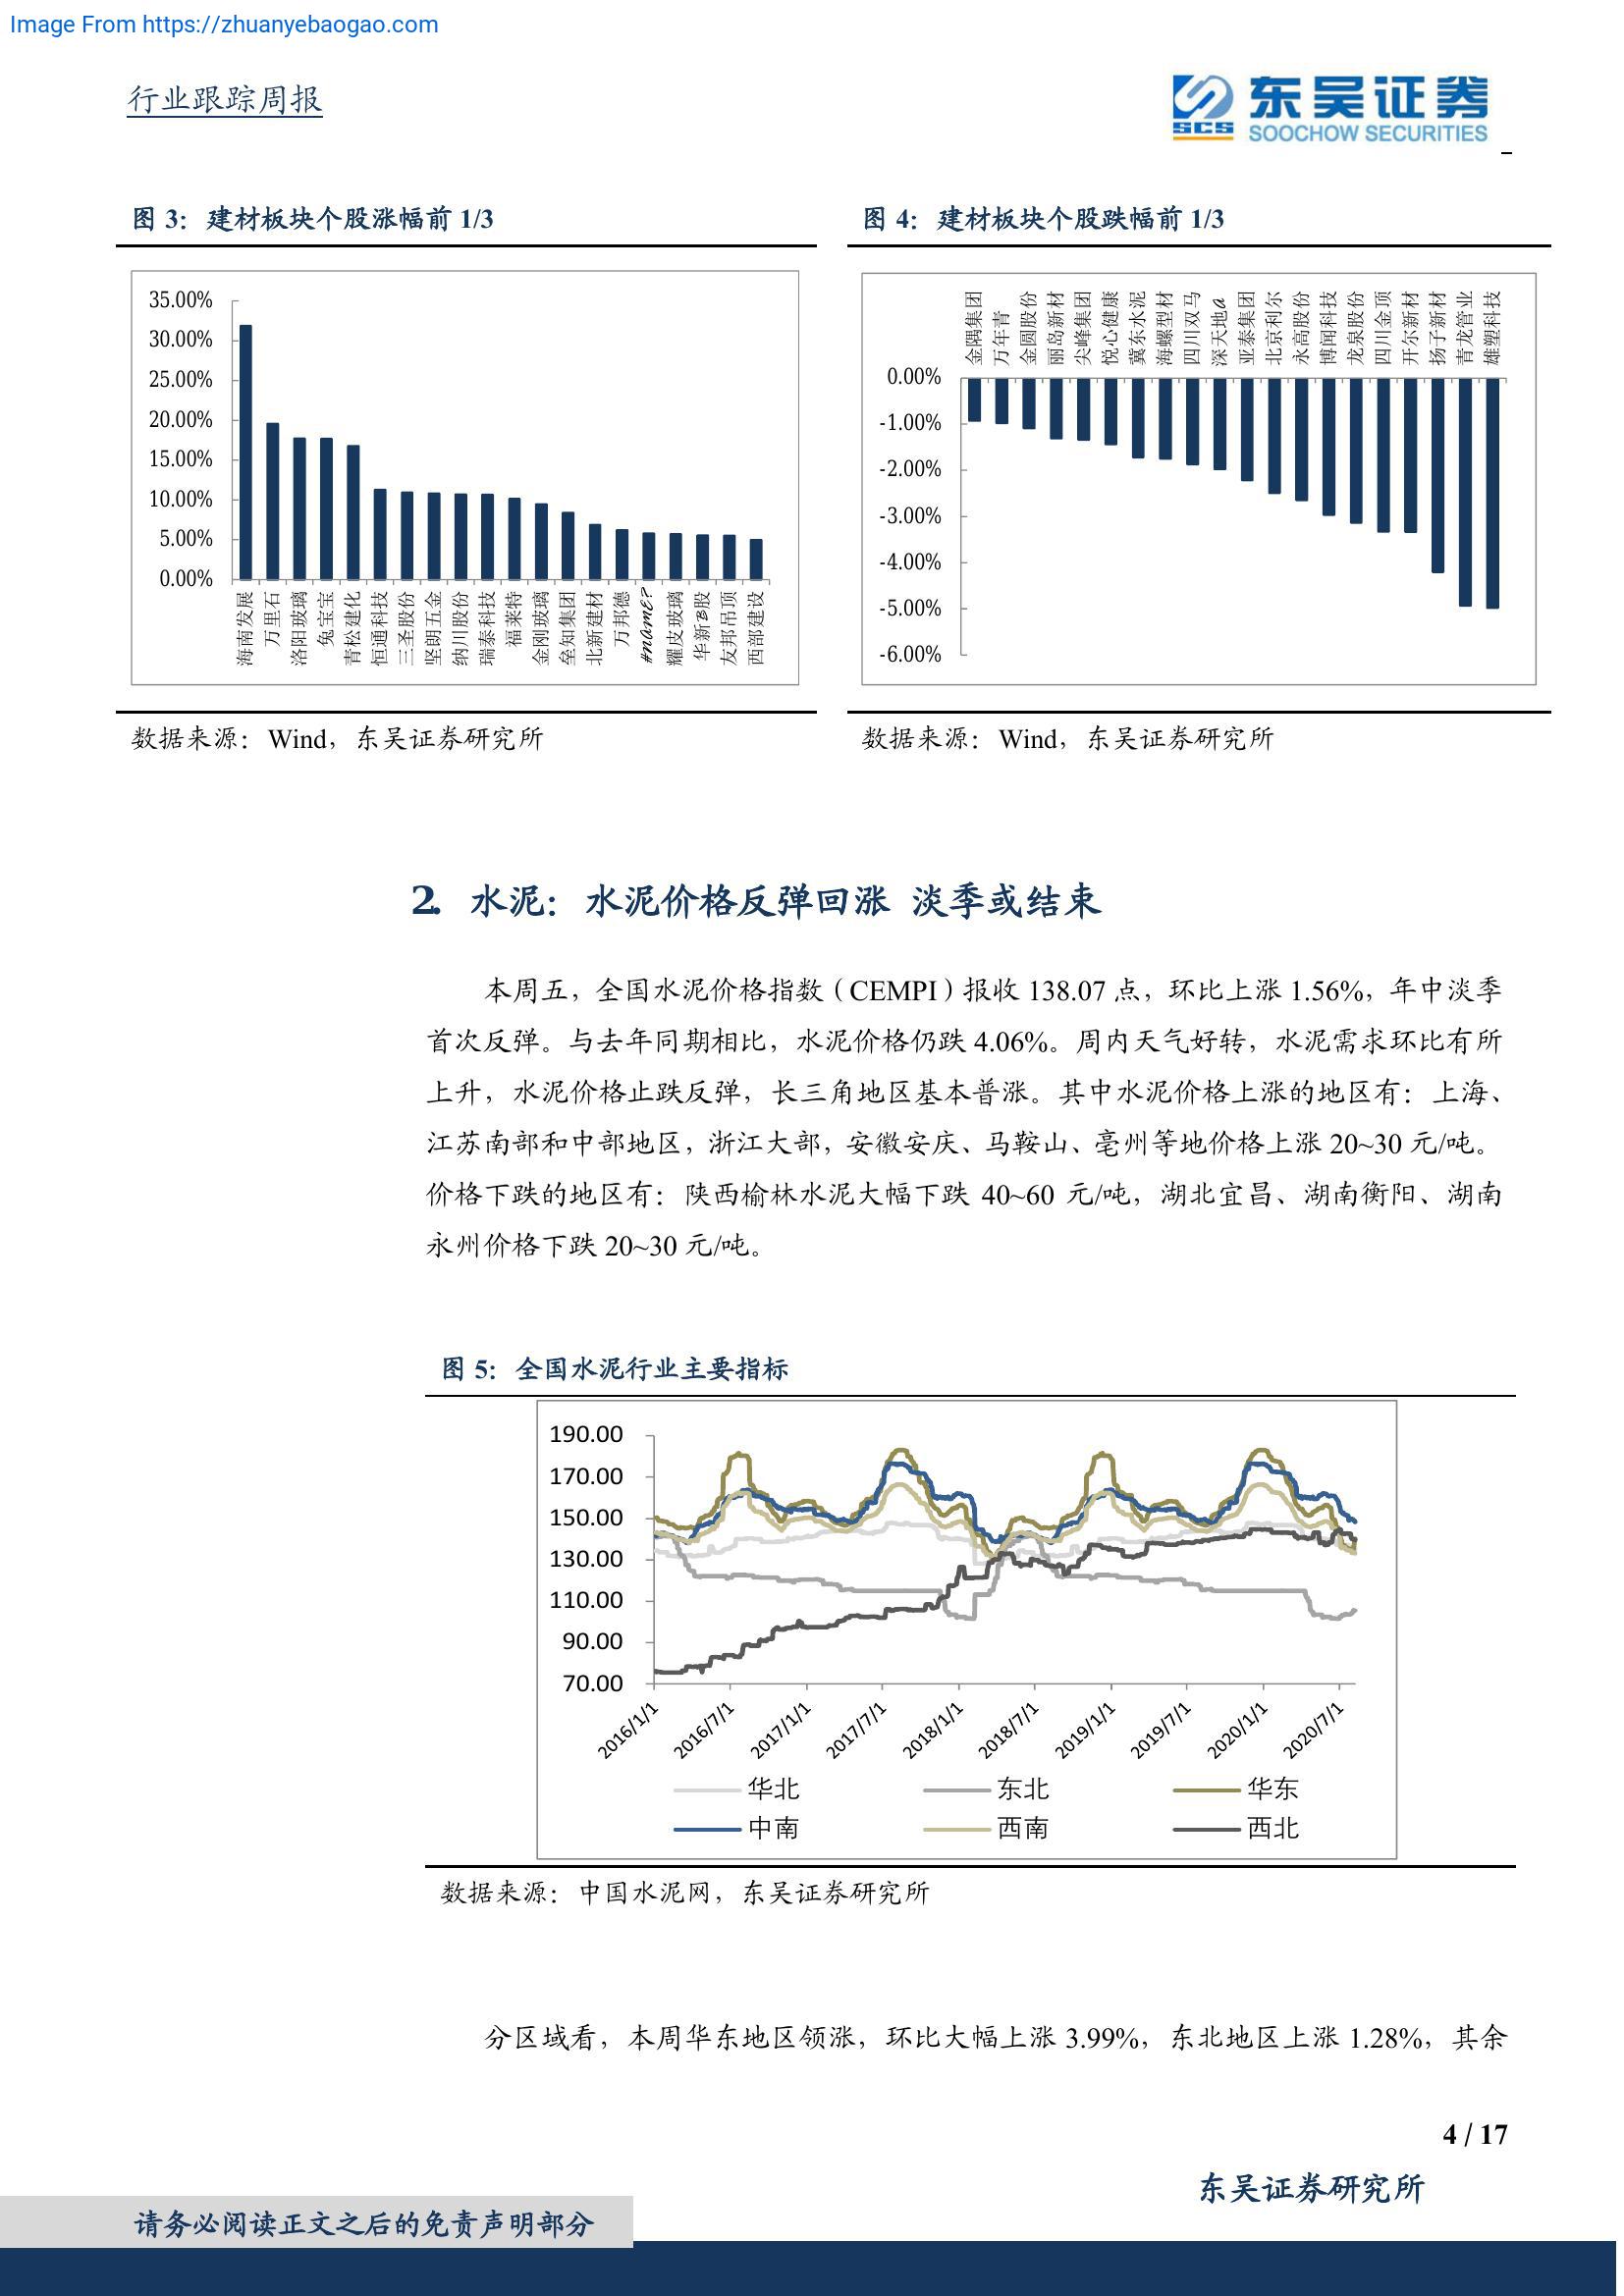 Image From https://zhuanyebaogao.com
行业跟踪周报
东吴证券
SCS
SOOCHOW SECURITIES
图 3：建材板块个股涨幅前 1/3
35.00%
30.00%
25.00%
20.00%
15.00%
10.00%
5.00%
0.00%
海南发展
万里石
洛阳玻璃
兔宝宝
青松建化
恒通科技
三圣股份
坚朗五金
纳川股份
瑞泰科技
福莱特
金刚玻璃
垒知集团
北新建材
万邦德
#NAME?
耀皮玻璃
华新B股
友邦吊顶
西部建设
数据来源：Wind，东吴证券研究所
图 4：建材板块个股跌幅前 1/3
金隅集团
万年青
金圆股份
丽岛新材
尖峰集团
悦心健康
冀东水泥
海螺型材
四川双马
深天地a
亚泰集团
北京利尔
永高股份
博闻科技
龙泉股份
四川金顶
开尔新材
扬子新材
青龙管业
雄塑科技
0.00%
-1.00%
-2.00%
-3.00%
-4.00%
-5.00%
-6.00%
数据来源：Wind，东吴证券研究所
2. 水泥：水泥价格反弹回涨 淡季或结束
本周五，全国水泥价格指数（CEMPI）报收 138.07 点，环比上涨 1.56%，年中淡季
首次反弹。与去年同期相比，水泥价格仍跌 4.06%。周内天气好转，水泥需求环比有所
上升，水泥价格止跌反弹，长三角地区基本普涨。其中水泥价格上涨的地区有：上海、
江苏南部和中部地区，浙江大部，安徽安庆、马鞍山、亳州等地价格上涨 20~30 元/吨。
价格下跌的地区有：陕西榆林水泥大幅下跌 40~60 元/吨，湖北宜昌、湖南衡阳、湖南
永州价格下跌 20~30 元/吨。
图 5：全国水泥行业主要指标
190.00
170.00
150.00
130.00
110.00
90.00
70.00
2016/1/1
2016/7/1
2017/1/1
2017/7/1
2018/1/1
2018/7/1
2019/1/1
2019/7/1
2020/1/1
2020/7/1
华北
东北
华东
中南
西南
西北
数据来源：中国水泥网，东吴证券研究所
分区域看，本周华东地区领涨，环比大幅上涨 3.99%，东北地区上涨 1.28%，其余
4 / 17
东吴证券研究所
请务必阅读正文之后的免责声明部分